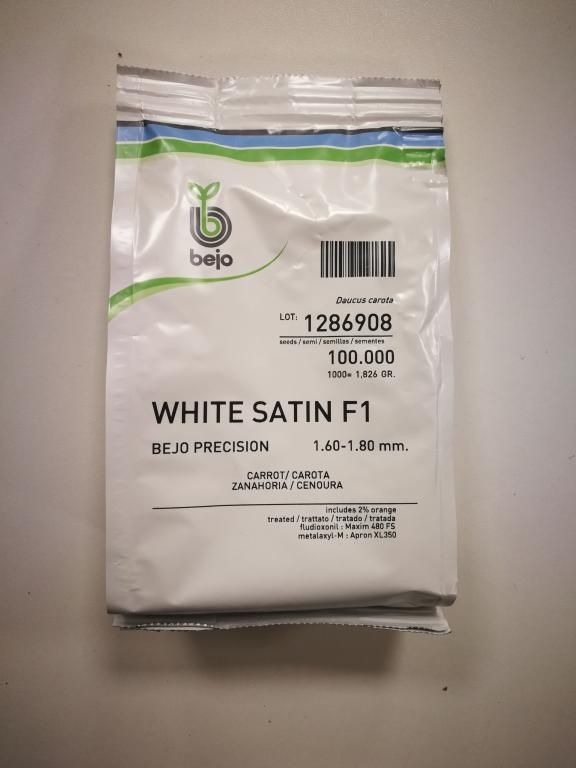 bejo
Daucus carota
LOT: 1286908
seeds / semi / semillas / sementes
100.000
1000= 1,826 GR.
WHITE SATIN F1
BEJO PRECISION 1.60-1.80 mm.
CARROT/ CAROTA
ZANAHORIA / CENOURA
includes 2% orange
treated / trattato / tratado / tratada
fludioxonil : Maxim 480 FS
metalaxyl-M : Apron XL350